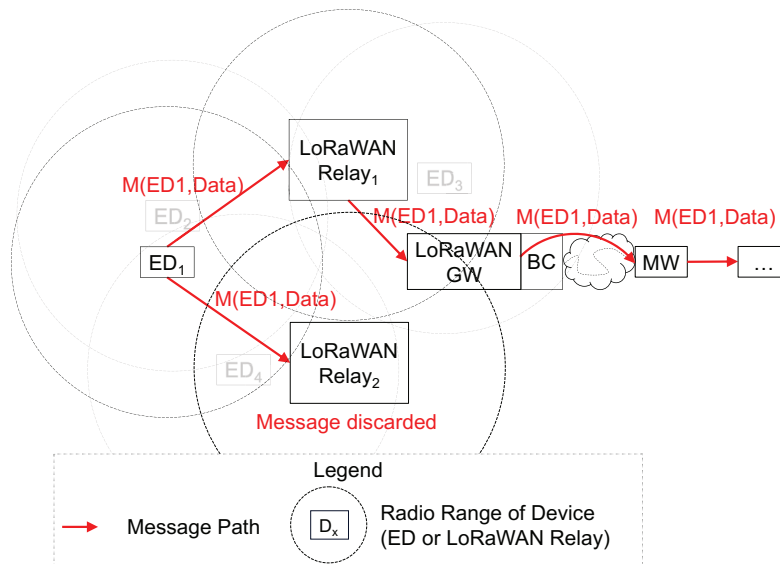 LoRaWAN
Relay₁
ED₃
M(ED1,Data)
ED₂
M(ED1,Data)
M(ED1,Data)
M(ED1,Data)
ED₁
LoRaWAN
GW
BC
MW
...
M(ED1,Data)
LoRaWAN
Relay₂
ED₄
Message discarded
Legend
Message Path
Dₓ
Radio Range of Device
(ED or LoRaWAN Relay)